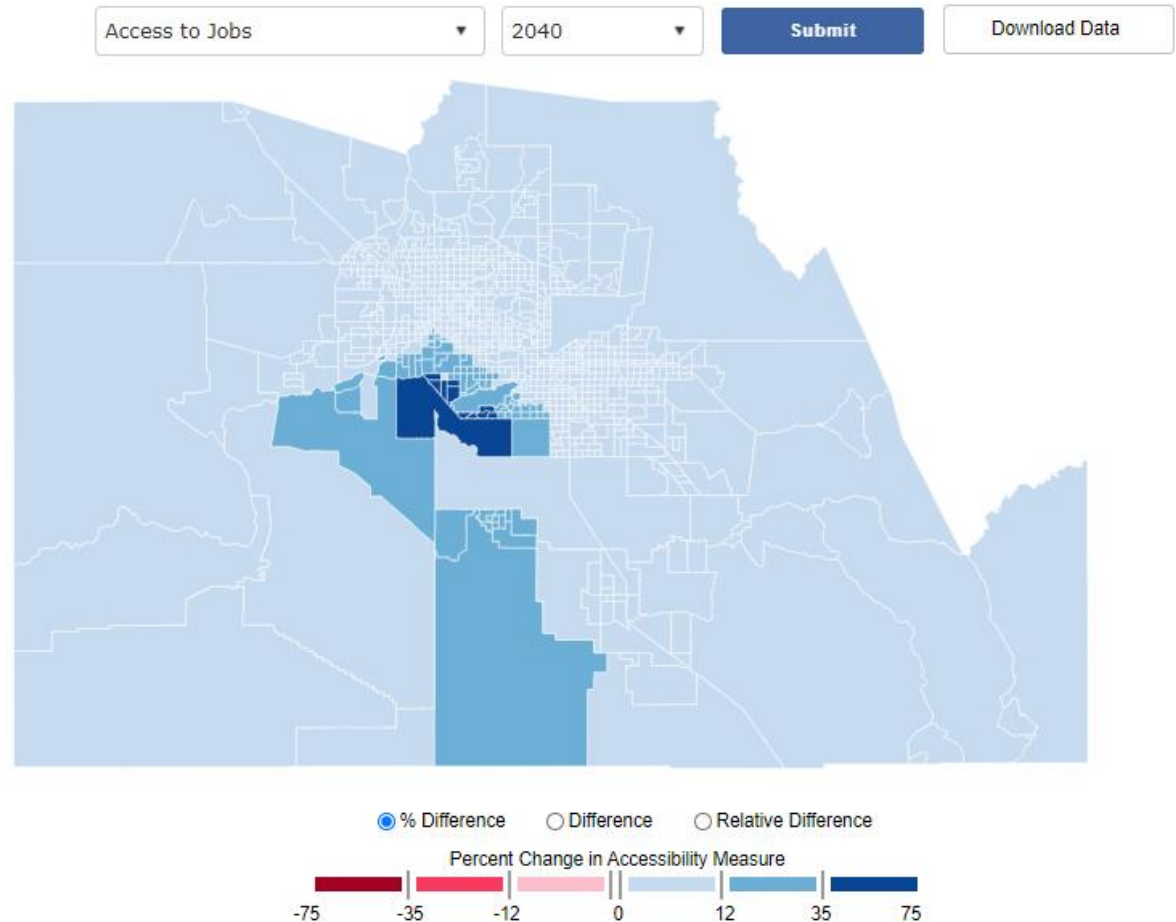 Access to Jobs 2040 Submit Download Data
% Difference Difference Relative Difference
Percent Change in Accessibility Measure
-75 -35 -12 0 12 35 75